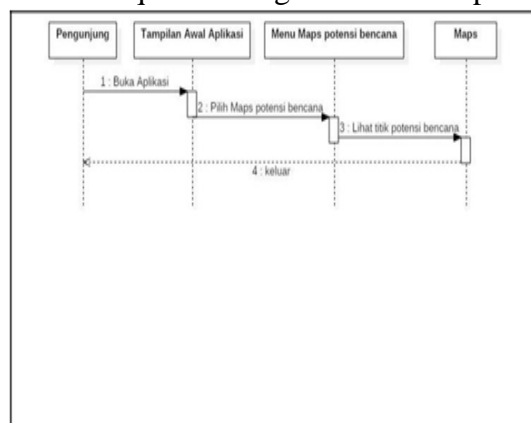 Pengunjung
Tampilan Awal Aplikasi
Menu Maps potensi bencana
Maps
1 : Buka Aplikasi
2 : Pilih Maps potensi bencana
3 : Lihat titik potensi bencana
4 : keluar